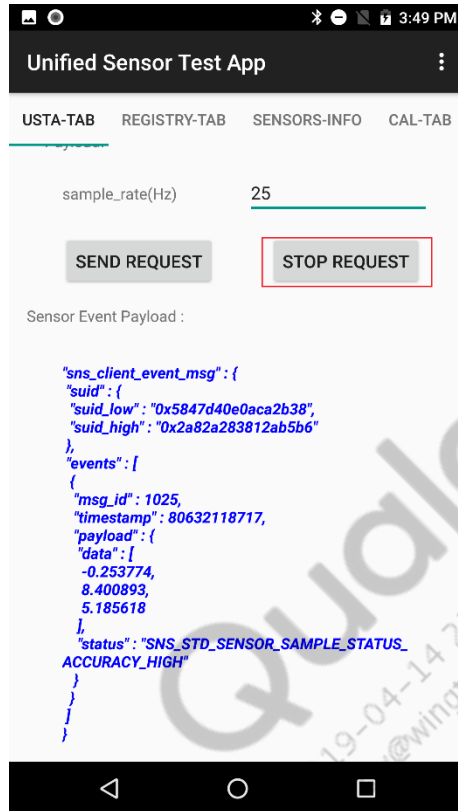 3:49 PM
Unified Sensor Test App
USTA-TAB REGISTRY-TAB SENSORS-INFO CAL-TAB
sample_rate(Hz) 25
SEND REQUEST STOP REQUEST
Sensor Event Payload :
"sns_client_event_msg" : {
"suid" : {
"suid_low" : "0x5847d40e0aca2b38",
"suid_high" : "0x2a82a283812ab5b6"
},
"events" : [
{
"msg_id" : 1025,
"timestamp" : 80632118717,
"payload" : {
"data" : [
-0.253774,
8.400893,
5.185618
],
"status" : "SNS_STD_SENSOR_SAMPLE_STATUS_
ACCURACY_HIGH"
}
}
]
}